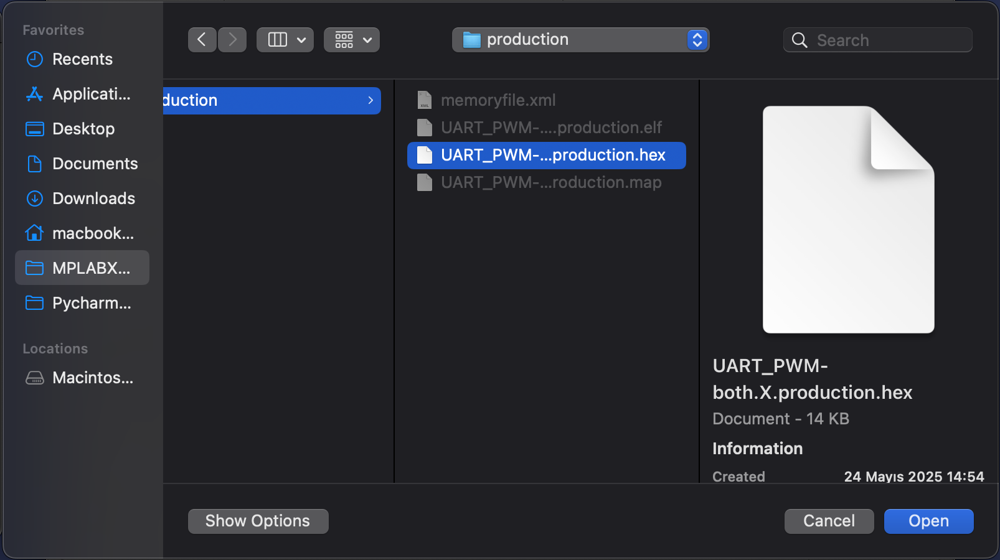 Favorites
Recents
Applicati...
Desktop
Documents
Downloads
macbook...
MPLABX...
Pycharm...
Locations
Macintos...
production
Search
duction
memoryfile.xml
XML
UART_PWM-....production.elf
UART_PWM-...production.hex
UART_PWM-...roduction.map
UART_PWM-
both.X.production.hex
Document - 14 KB
Information
Created 24 Mayıs 2025 14:54
Show Options
Cancel
Open